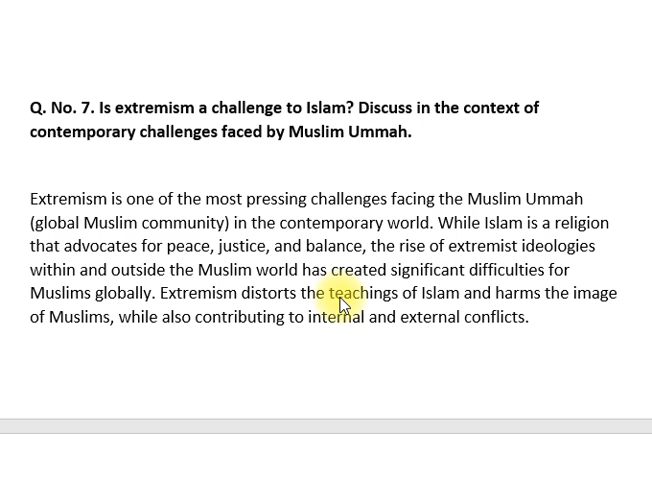 Q. No. 7. Is extremism a challenge to Islam? Discuss in the context of
contemporary challenges faced by Muslim Ummah.
Extremism is one of the most pressing challenges facing the Muslim Ummah
(global Muslim community) in the contemporary world. While Islam is a religion
that advocates for peace, justice, and balance, the rise of extremist ideologies
within and outside the Muslim world has created significant difficulties for
Muslims globally. Extremism distorts the teachings of Islam and harms the image
of Muslims, while also contributing to internal and external conflicts.